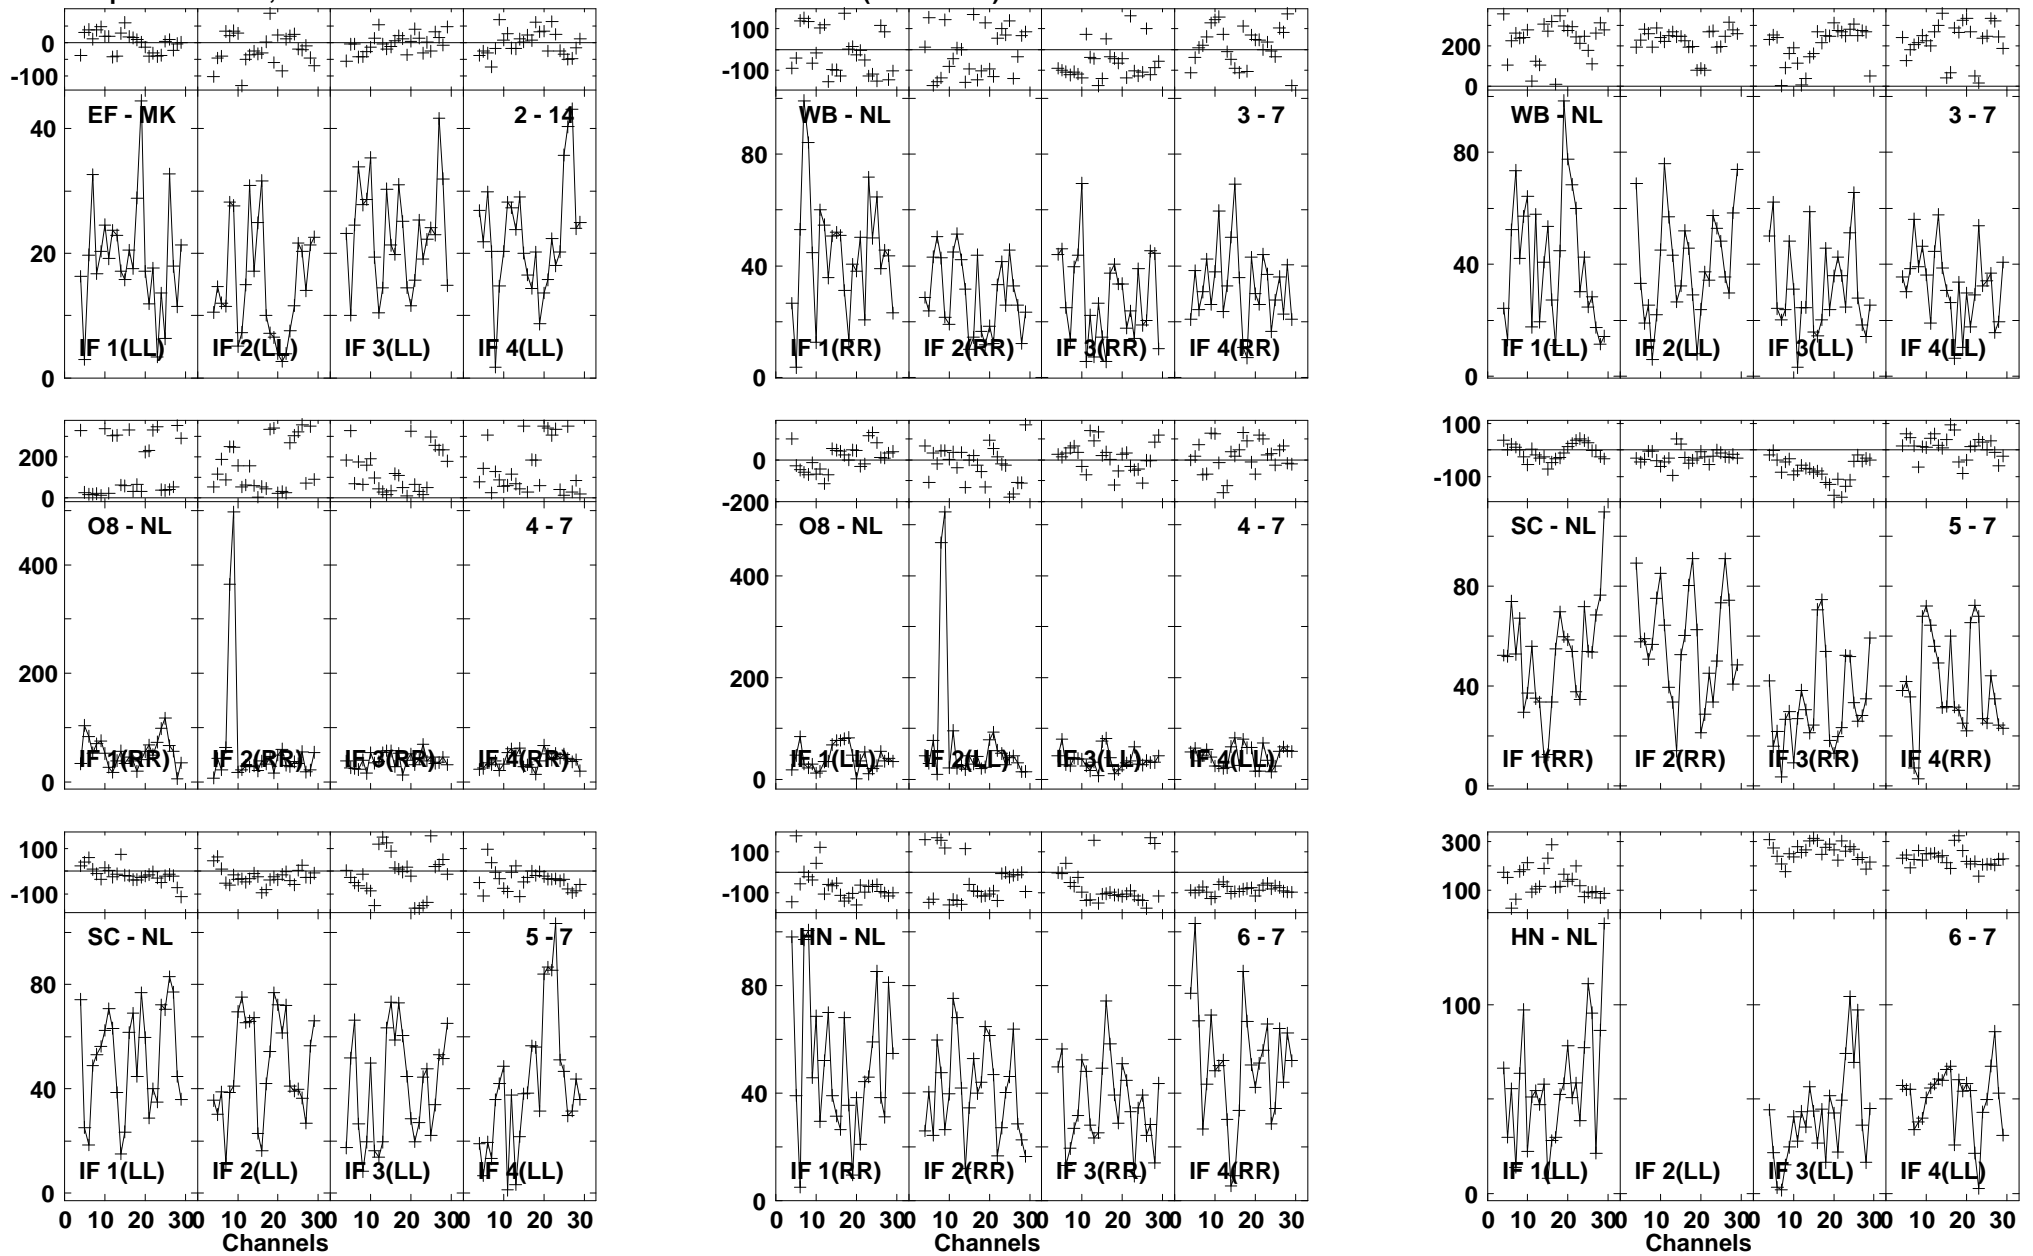 100 0 -100
EF - MK 2 - 14
40 20 0
IF 1(LL) IF 2(LL) IF 3(LL) IF 4(LL)
100 -100
WB - NL 3 - 7
80 40 0
IF 1(RR) IF 2(RR) IF 3(RR) IF 4(RR)
200 0
WB - NL 3 - 7
80 40 0
IF 1(LL) IF 2(LL) IF 3(LL) IF 4(LL)
200 0
O8 - NL 4 - 7
400 200 0
IF 1(RR) IF 2(RR) IF 3(RR) IF 4(RR)
0 -200
O8 - NL 4 - 7
400 200 0
IF 1(LL) IF 2(LL) IF 3(LL) IF 4(LL)
100 -100
SC - NL 5 - 7
80 40 0
IF 1(RR) IF 2(RR) IF 3(RR) IF 4(RR)
100 -100
SC - NL 5 - 7
80 40 0
IF 1(LL) IF 2(LL) IF 3(LL) IF 4(LL)
0 10 20 30 0 10 20 30 0 10 20 30 0 10 20 30
Channels
100 -100
HN - NL 6 - 7
80 40 0
IF 1(RR) IF 2(RR) IF 3(RR) IF 4(RR)
0 10 20 30 0 10 20 30 0 10 20 30 0 10 20 30
Channels
300 100
HN - NL 6 - 7
100 0
IF 1(LL) IF 2(LL) IF 3(LL) IF 4(LL)
0 10 20 30 0 10 20 30 0 10 20 30 0 10 20 30
Channels